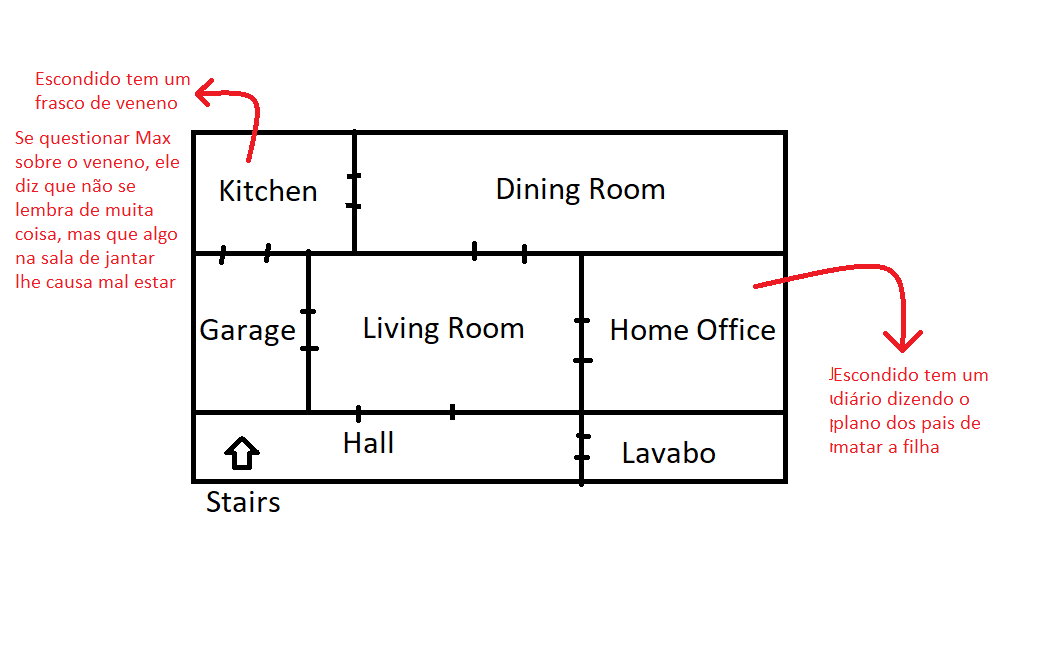 Escondido tem um
frasco de veneno
Se questionar Max
sobre o veneno, ele
diz que não se
lembra de muita
coisa, mas que algo
na sala de jantar
lhe causa mal estar
Kitchen
Dining Room
Garage
Living Room
Home Office
Escondido tem um
diário dizendo o
plano dos pais de
matar a filha
Hall
Lavabo
Stairs